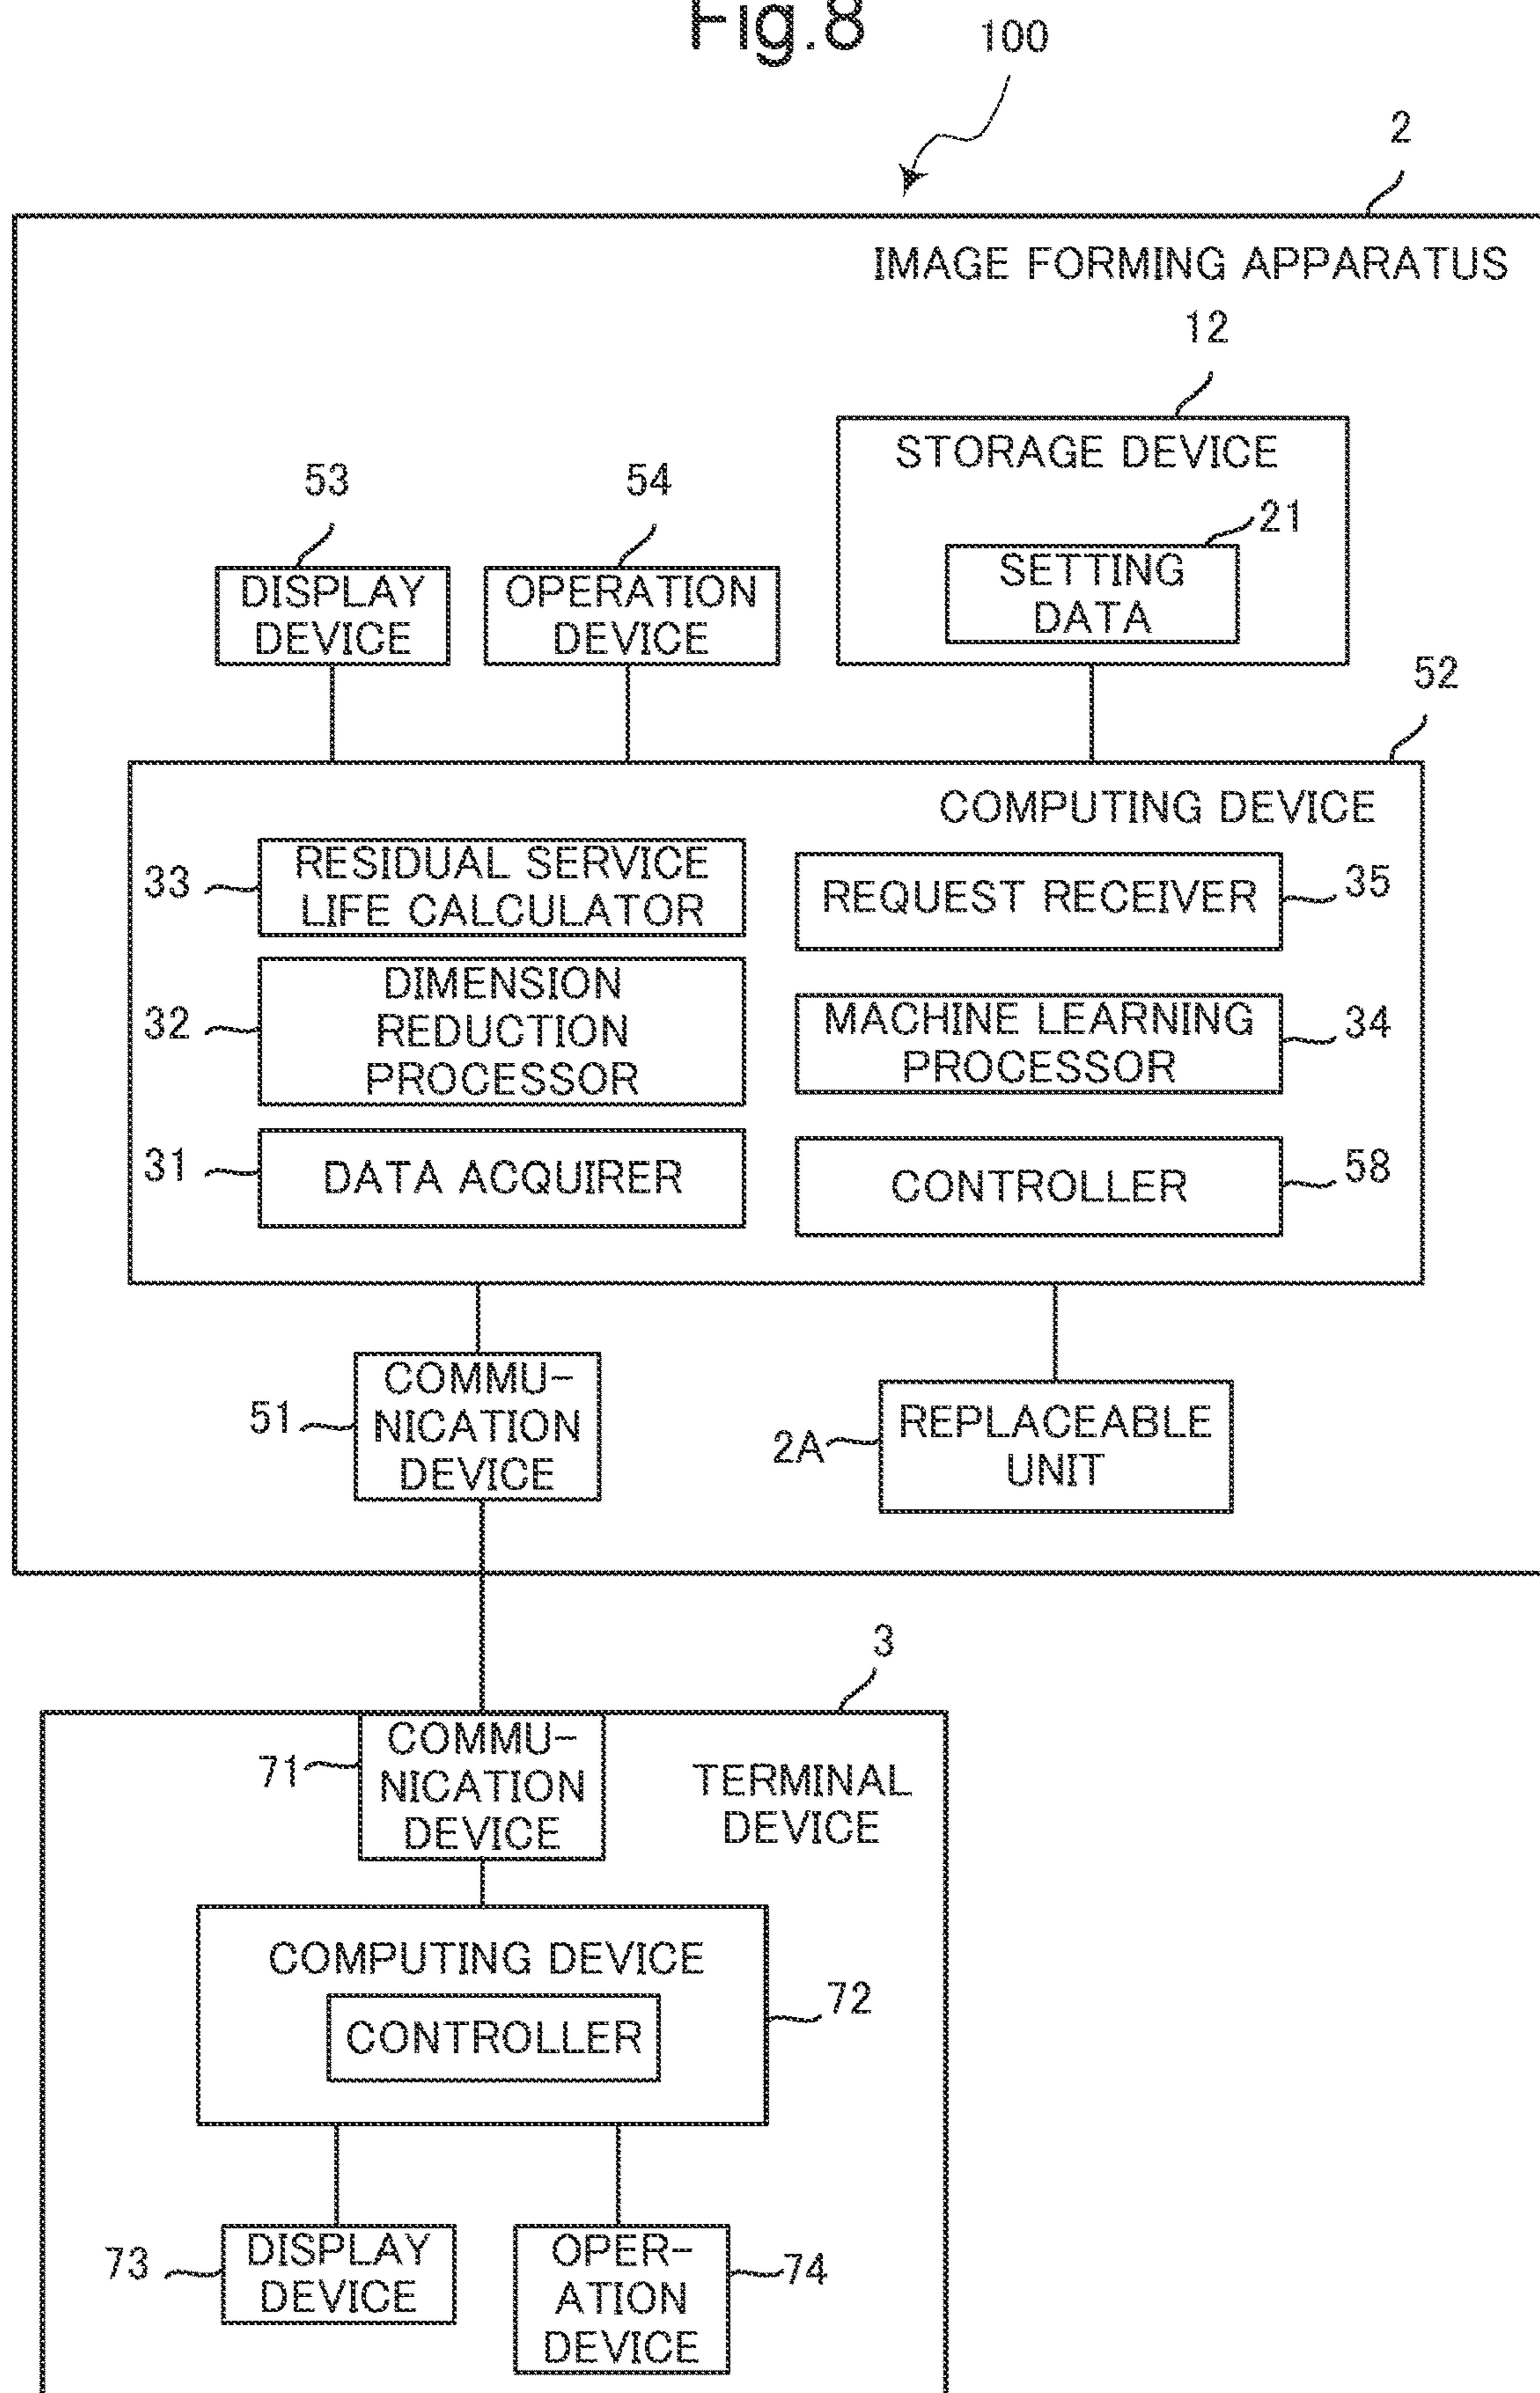 Fig.8
100
2
IMAGE FORMING APPARATUS
12
STORAGE DEVICE
53
54
21
DISPLAY
DEVICE
OPERATION
DEVICE
SETTING
DATA
52
COMPUTING DEVICE
33
RESIDUAL SERVICE
LIFE CALCULATOR
REQUEST RECEIVER
35
32
DIMENSION
REDUCTION
PROCESSOR
MACHINE LEARNING
PROCESSOR
34
31
DATA ACQUIRER
CONTROLLER
58
51
COMMU-
NICATION
DEVICE
2A
REPLACEABLE
UNIT
3
71
COMMU-
NICATION
DEVICE
TERMINAL
DEVICE
COMPUTING DEVICE
72
CONTROLLER
73
DISPLAY
DEVICE
OPER-
ATION
DEVICE
74